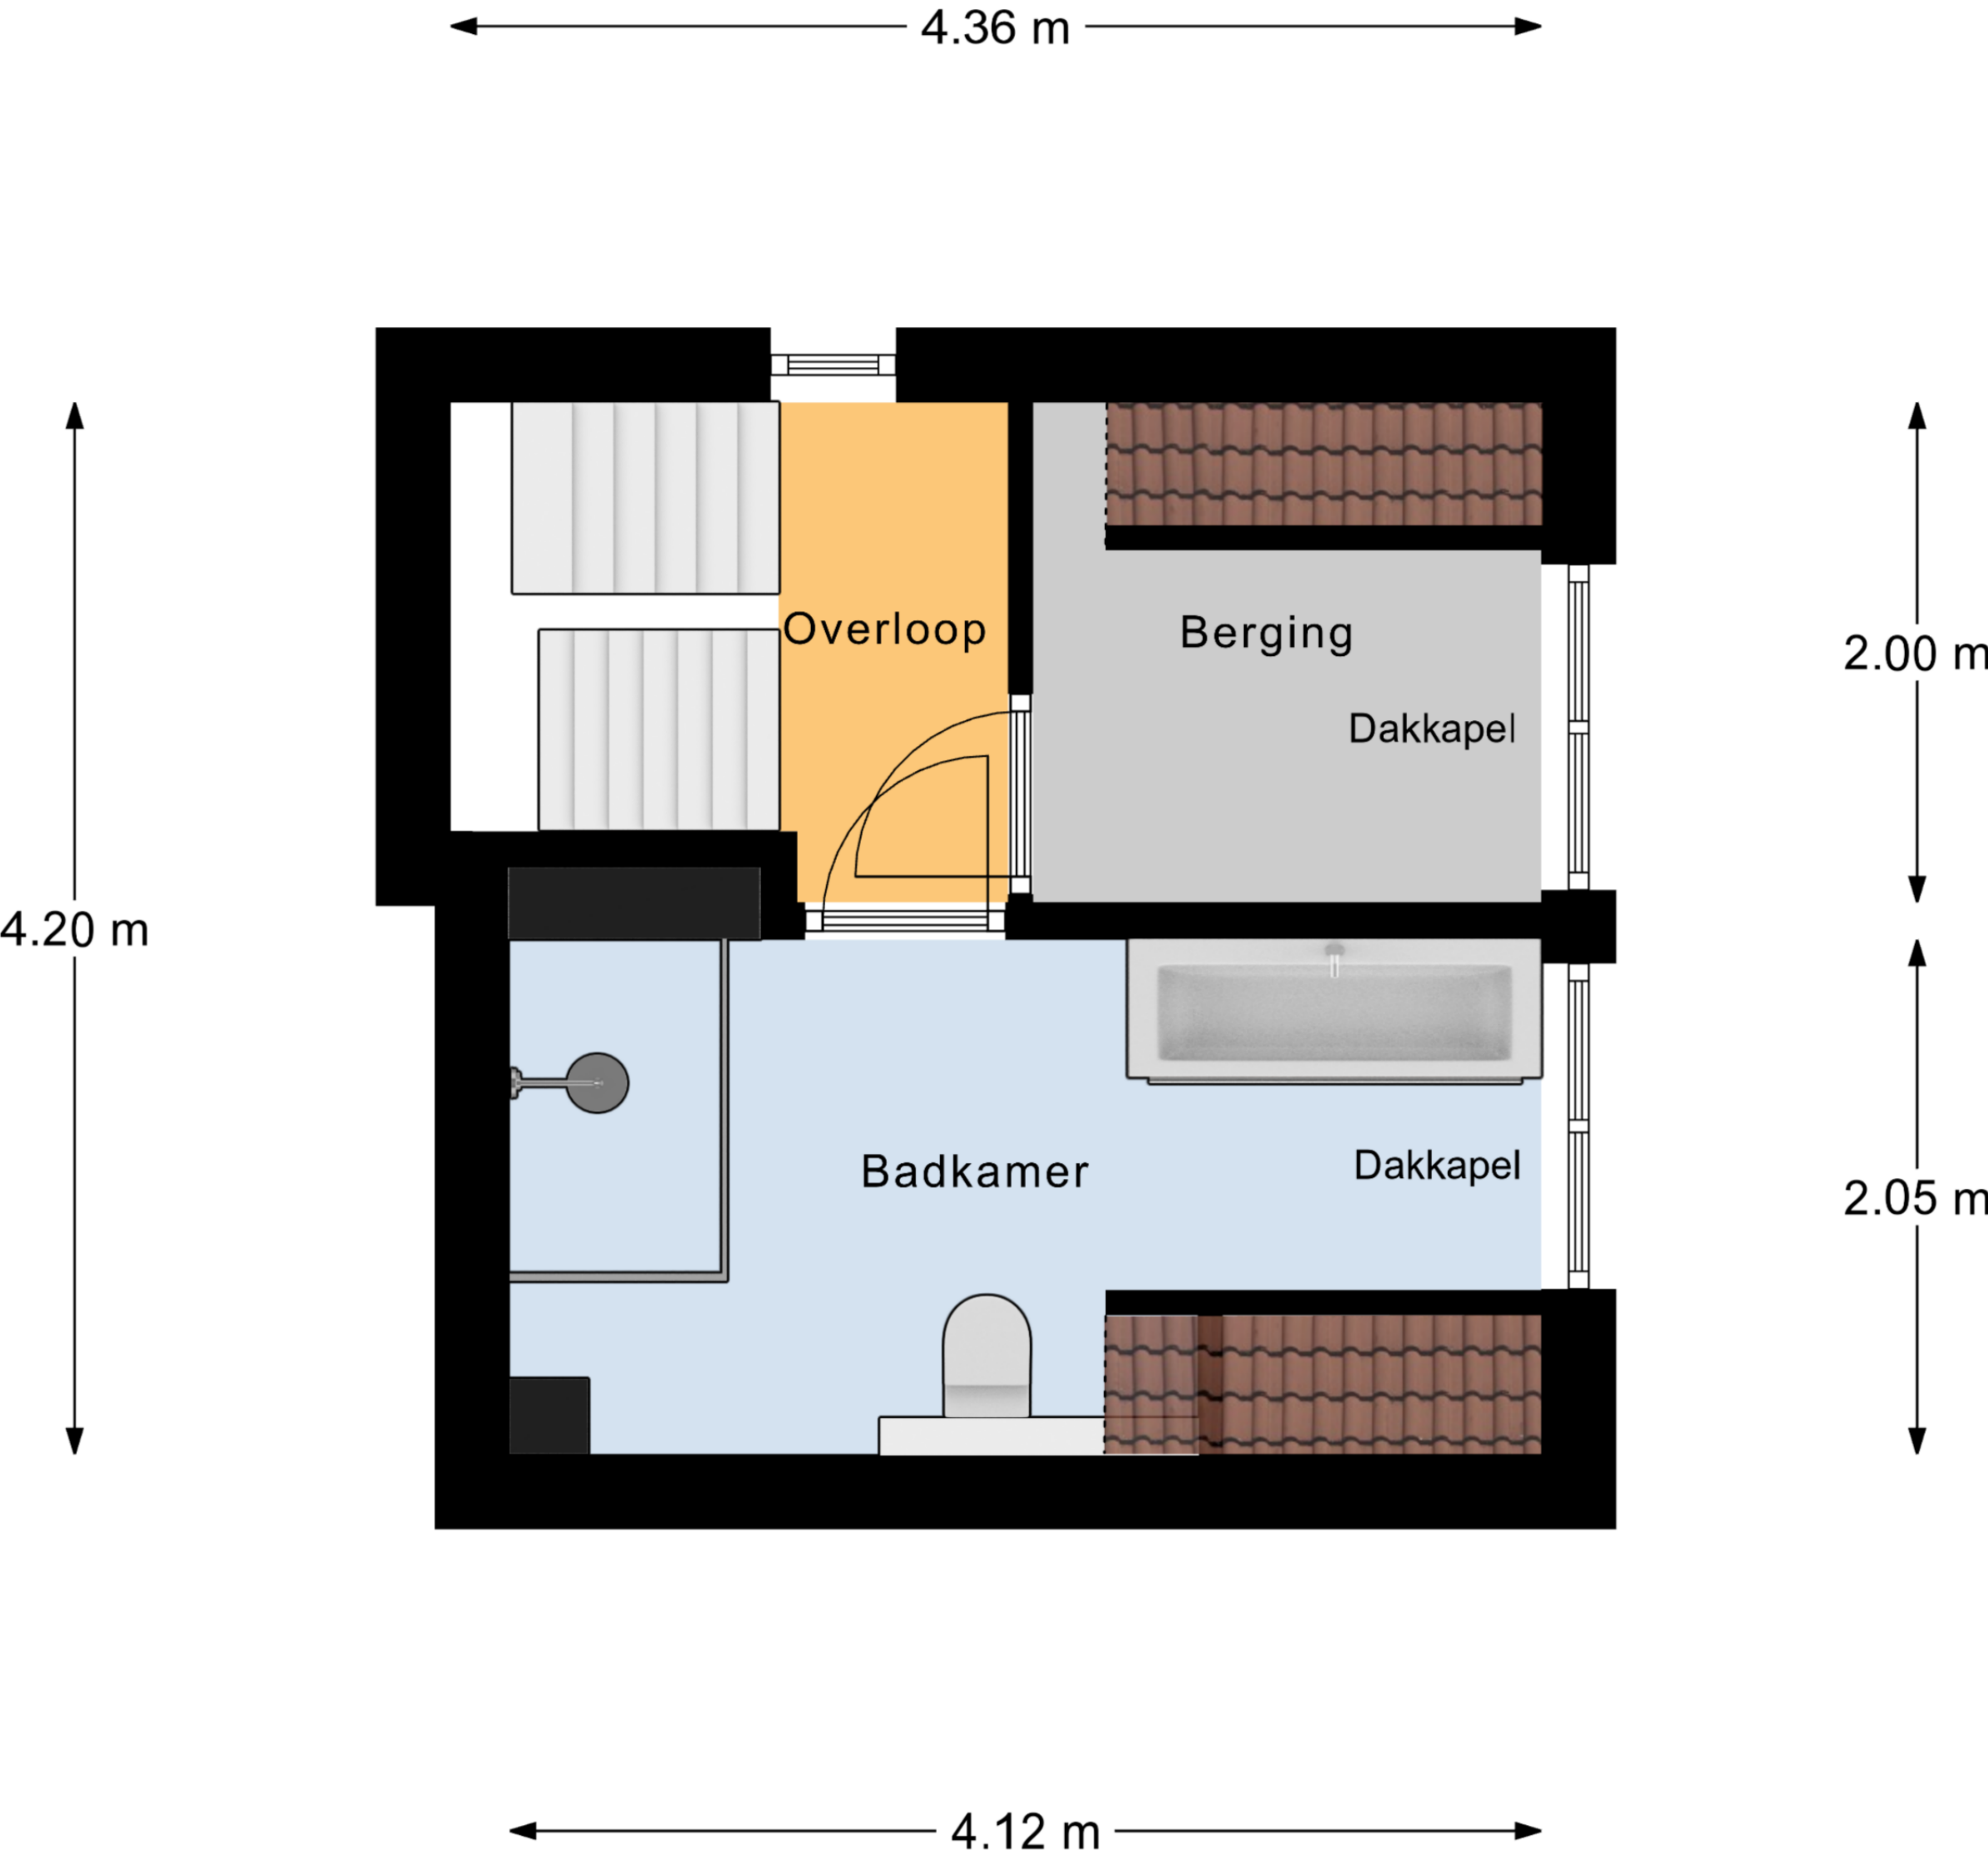 4.36 m
Overloop
Berging
2.00 m
Dakkapel
4.20 m
Badkamer
Dakkapel
2.05 m
4.12 m